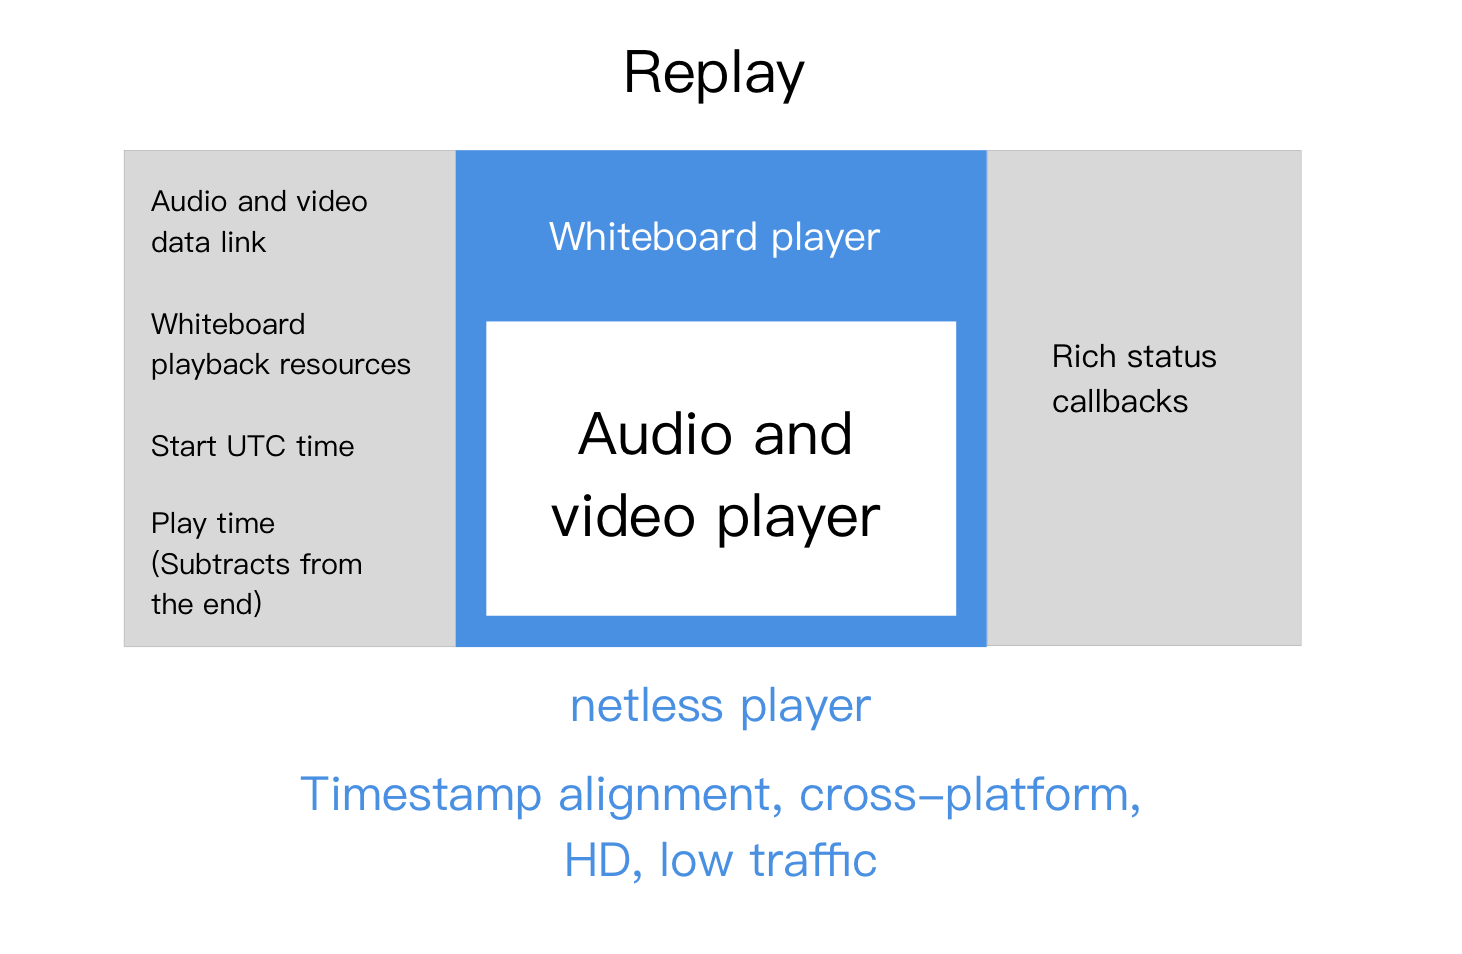 Replay
Audio and video
data link
Whiteboard
playback resources
Start UTC time
Play time
(Subtracts from
the end)
Whiteboard player
Audio and
video player
Rich status
callbacks
netless player
Timestamp alignment, cross–platform,
HD, low traffic